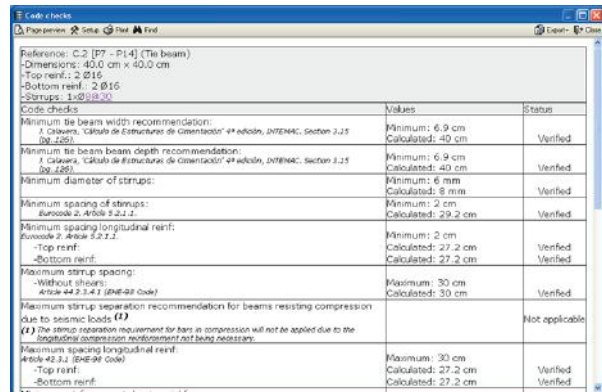 Code checks
Page preview Setup Print Find Export Close
Reference: C.2 [P7 - P14] (Tie beam)
-Dimensions: 40.0 cm x 40.0 cm
-Top reinf.: 2 Ø16
-Bottom reinf.: 2 Ø16
-Stirrups: 1xØ8@30
Code checks Values Status
Minimum tie beam width recommendation:
J. Calavera, 'Cálculo de Estructuras de Cimentación' 4ª edición, INTEMAC. Section 3.15 Minimum: 6.9 cm
(pg. 126). Calculated: 40 cm Verified
Minimum tie beam beam depth recommendation:
J. Calavera, 'Cálculo de Estructuras de Cimentación' 4ª edición, INTEMAC. Section 3.15 Minimum: 6.9 cm
(pg. 126). Calculated: 40 cm Verified
Minimum diameter of stirrups: Minimum: 6 mm
Calculated: 8 mm Verified
Minimum spacing of stirrups: Minimum: 2 cm
Eurocode 2. Article 5.2.1.1. Calculated: 29.2 cm Verified
Minimum spacing longitudinal reinf:
Eurocode 2. Article 5.2.1.1. Minimum: 2 cm
-Top reinf: Calculated: 27.2 cm Verified
-Bottom reinf: Calculated: 27.2 cm Verified
Maximum stirrup spacing:
-Without shears: Maximum: 30 cm
Article 44.2.3.4.1 (EHE-98 Code) Calculated: 30 cm Verified
Maximum stirrup separation recommendation for beams resisting compression
due to seismic loads (1) Not applicable
(1) The stirrup separation requirement for bars in compression will not be applied due to the
longitudinal compression reinforcement not being necessary.
Maximum spacing longitudinal reinf:
Article 42.3.1 (EHE-98 Code) Maximum: 30 cm
-Top reinf: Calculated: 27.2 cm Verified
-Bottom reinf: Calculated: 27.2 cm Verified